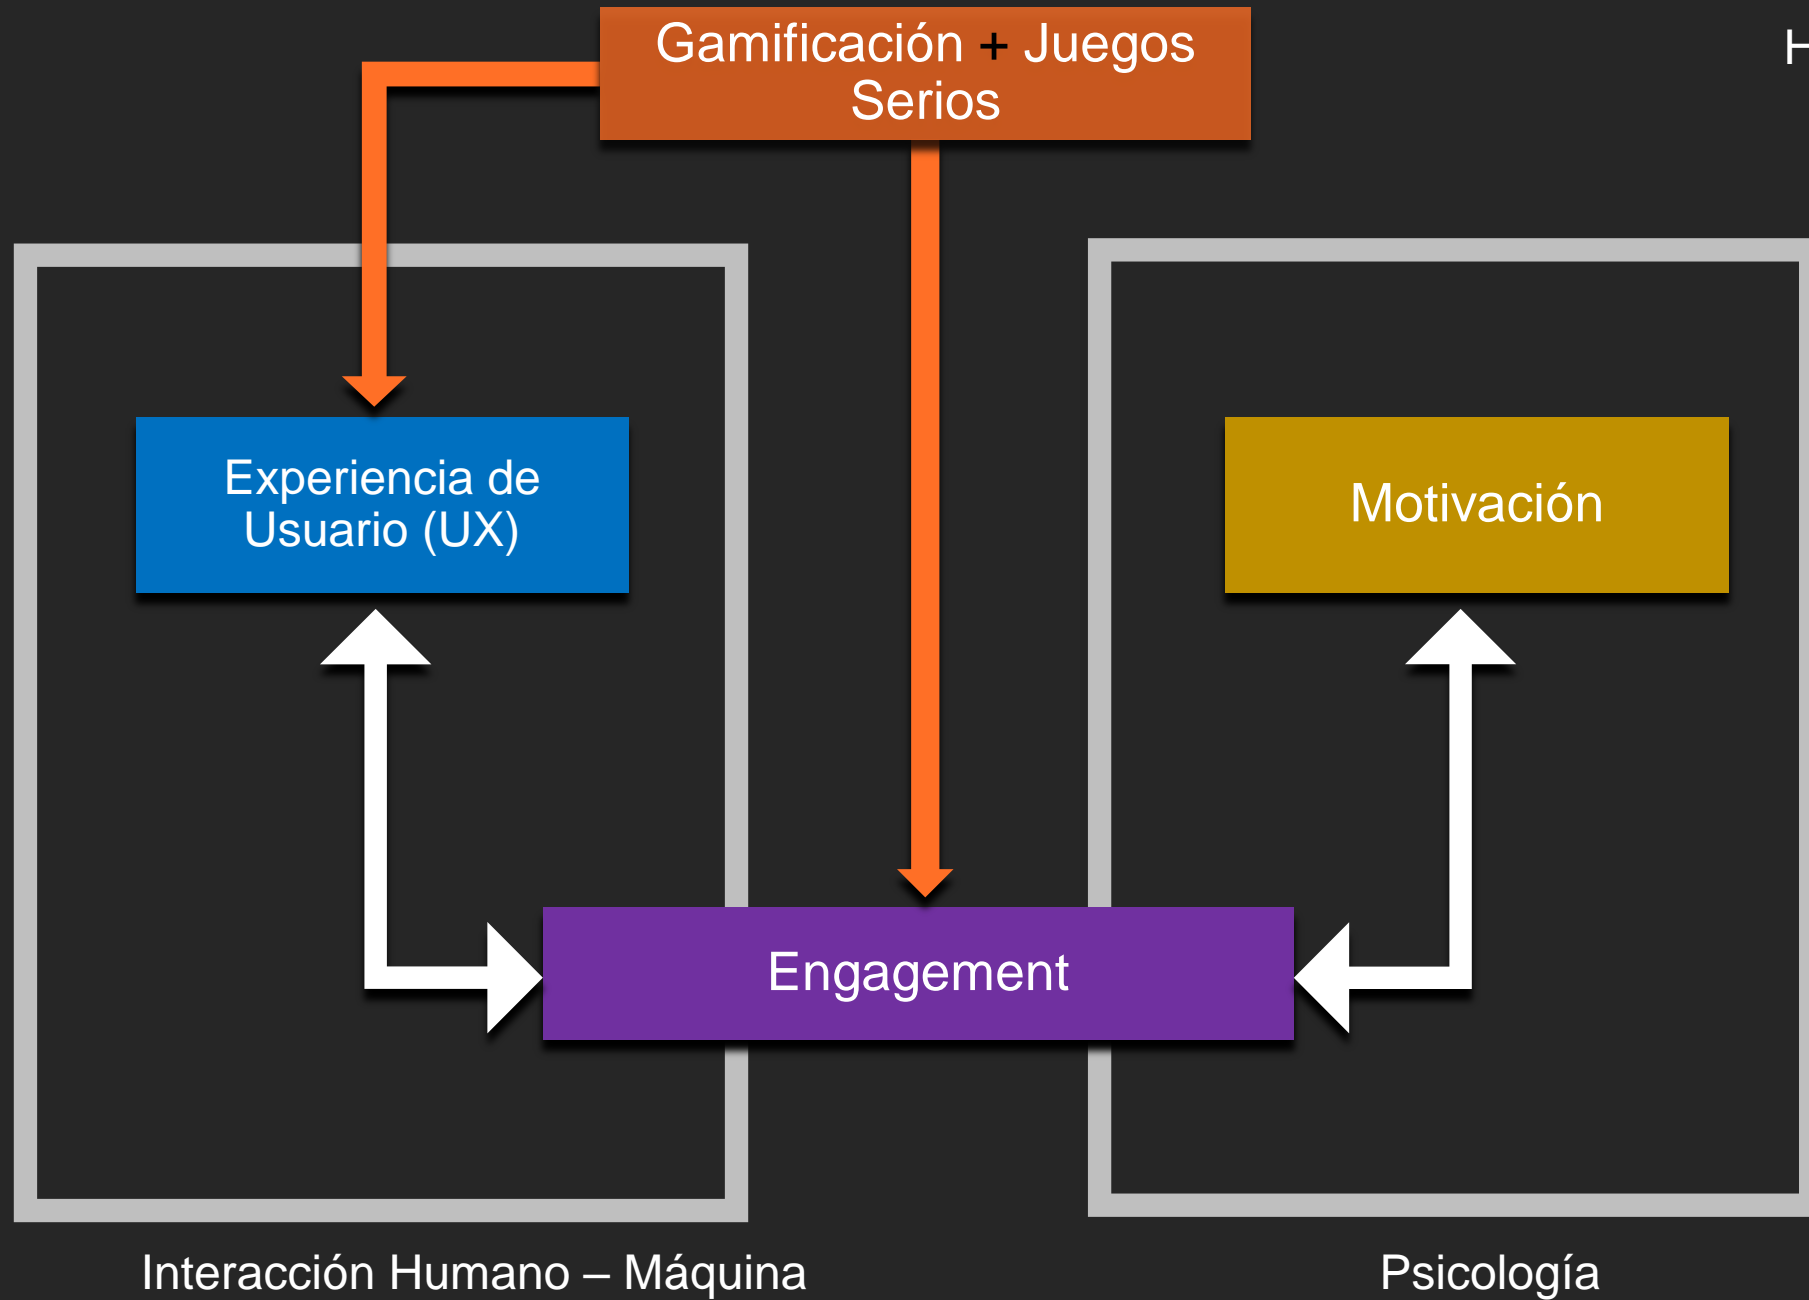 Gamificación + Juegos
Serios
H
Experiencia de
Usuario (UX)
Motivación
Engagement
Interacción Humano – Máquina
Psicología